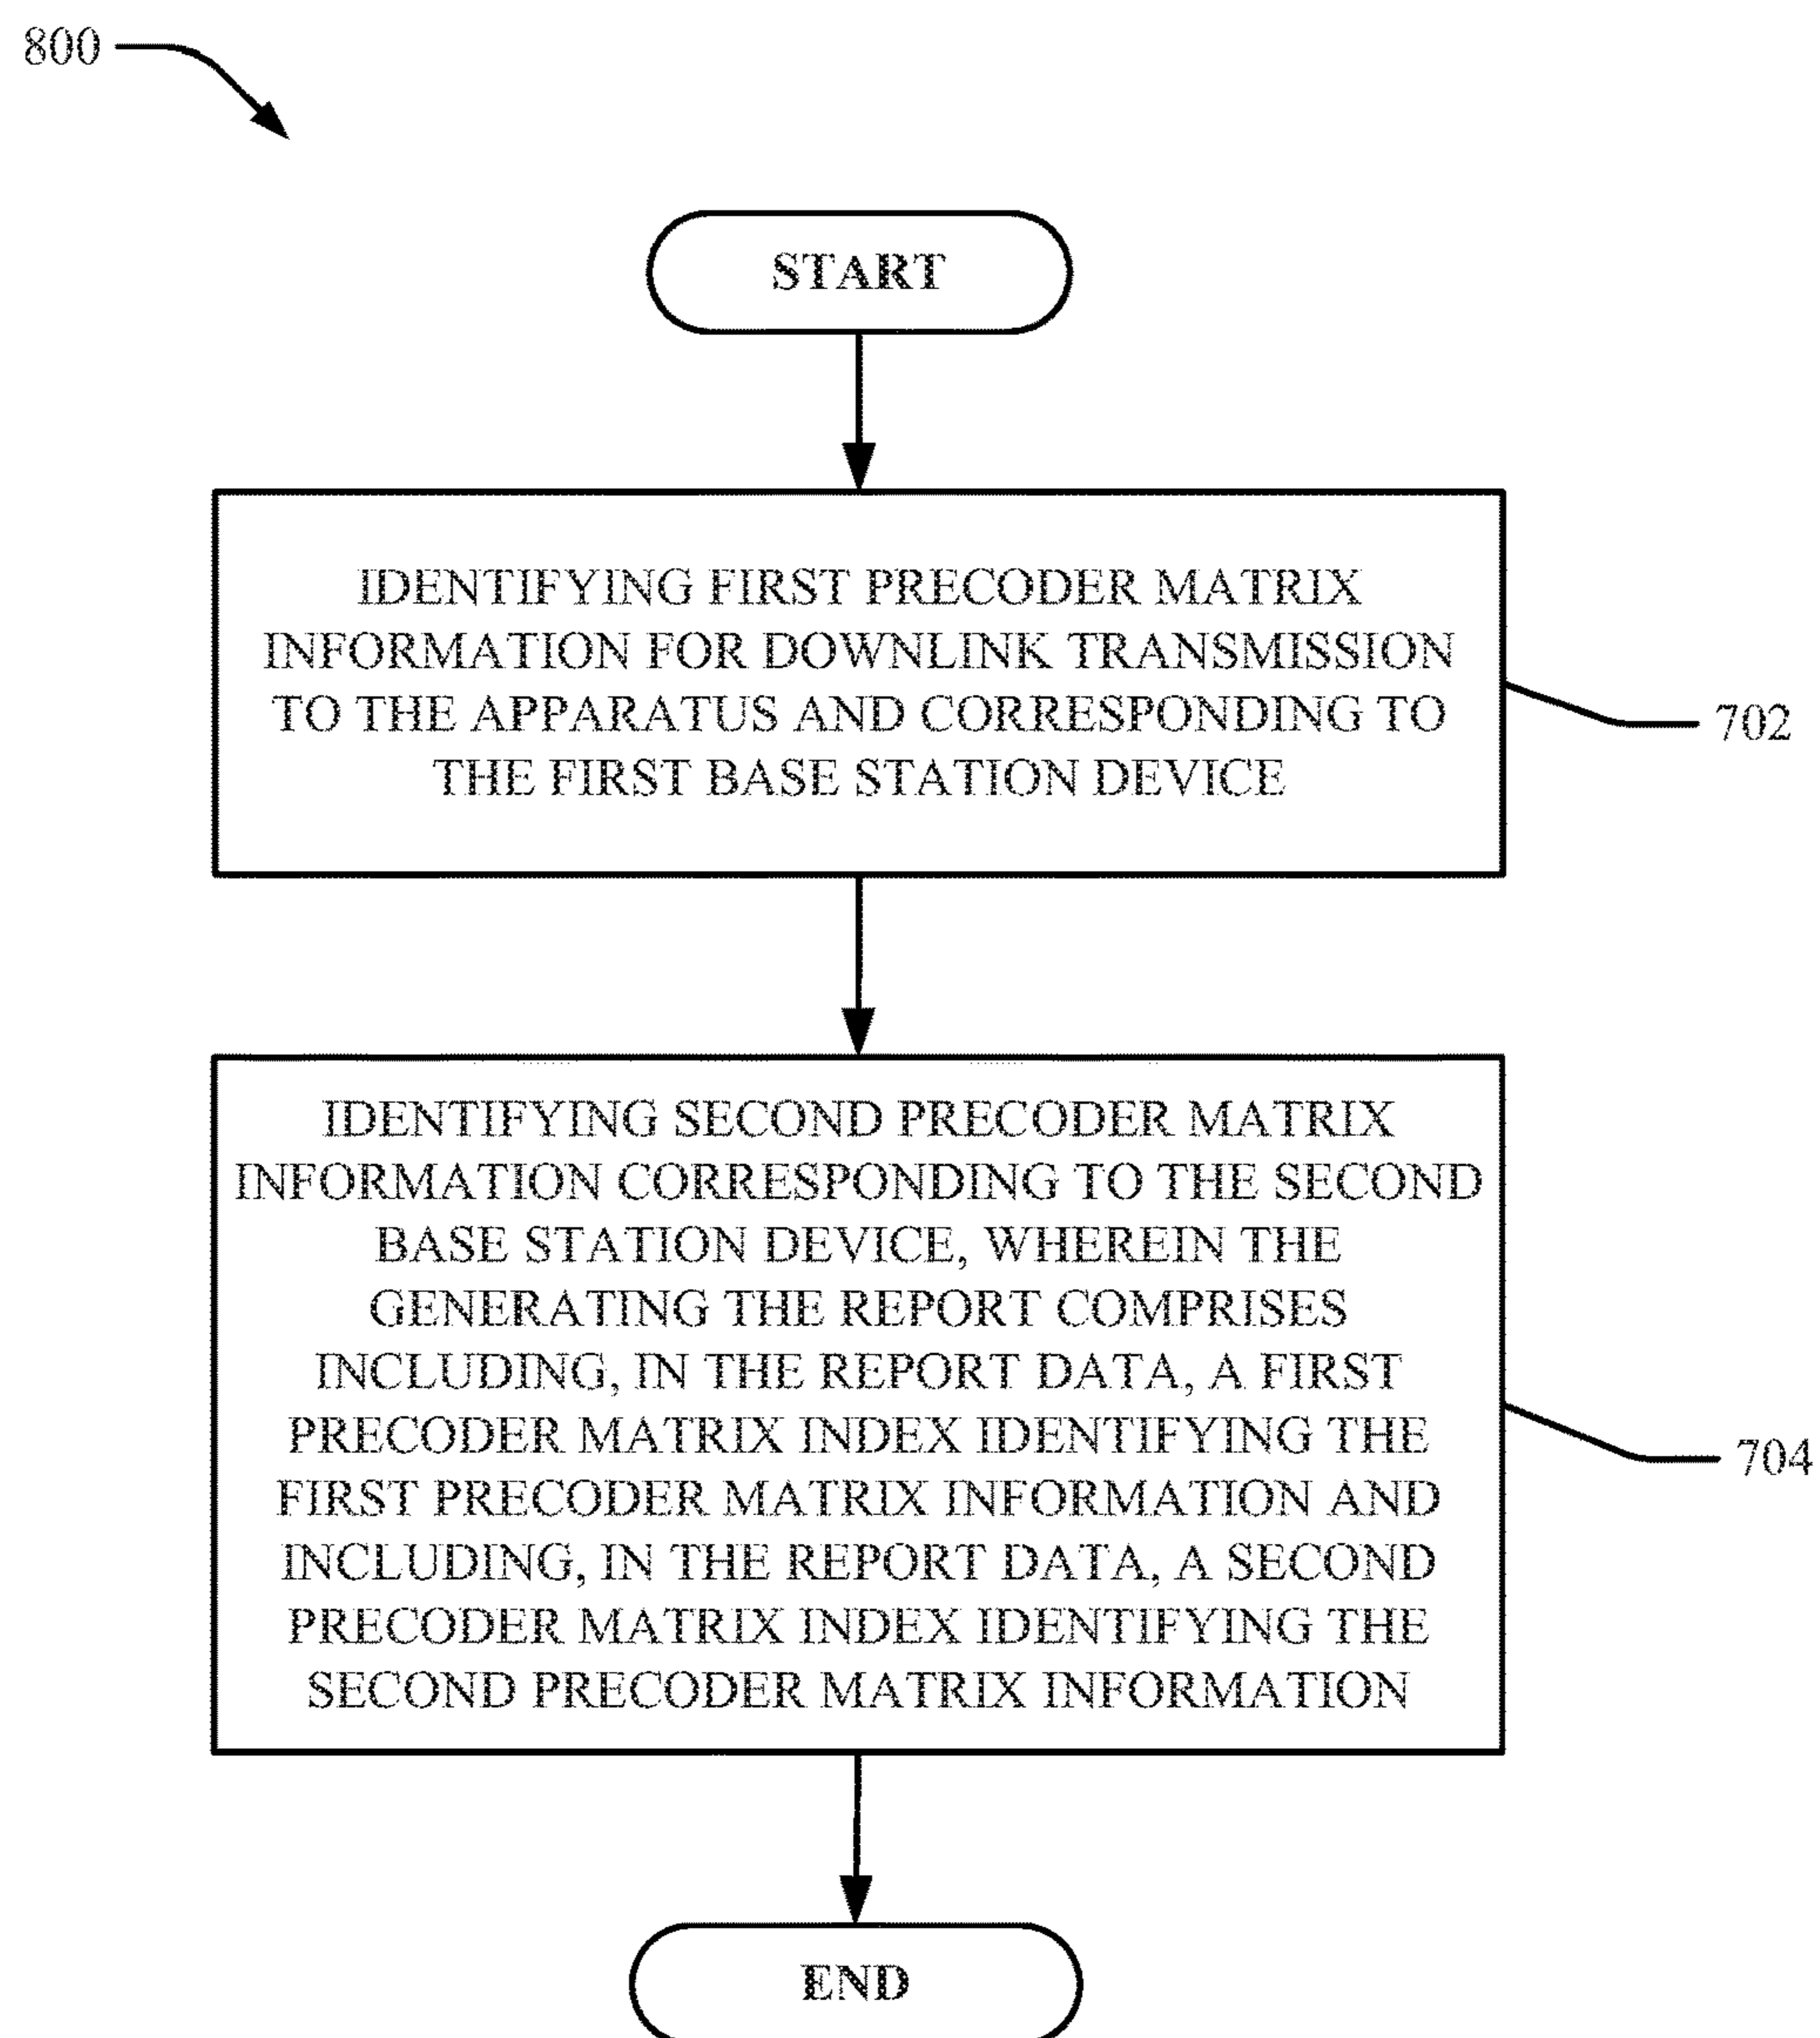 800
START
IDENTIFYING FIRST PRECODER MATRIX
INFORMATION FOR DOWNLINK TRANSMISSION
TO THE APPARATUS AND CORRESPONDING TO
THE FIRST BASE STATION DEVICE
702
IDENTIFYING SECOND PRECODER MATRIX
INFORMATION CORRESPONDING TO THE SECOND
BASE STATION DEVICE, WHEREIN THE
GENERATING THE REPORT COMPRISES
INCLUDING, IN THE REPORT DATA, A FIRST
PRECODER MATRIX INDEX IDENTIFYING THE
FIRST PRECODER MATRIX INFORMATION AND
INCLUDING, IN THE REPORT DATA, A SECOND
PRECODER MATRIX INDEX IDENTIFYING THE
SECOND PRECODER MATRIX INFORMATION
704
END